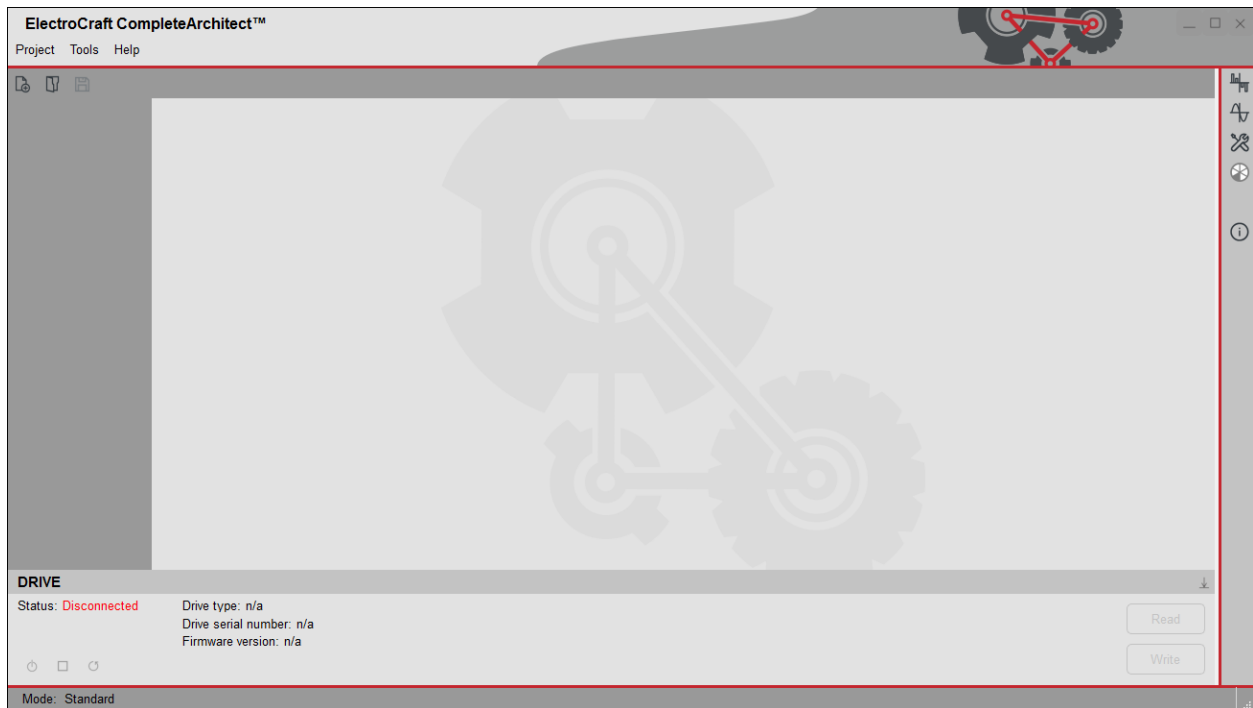 ElectroCraft CompleteArchitect™
Project Tools Help
DRIVE
Status: Disconnected
Drive type: n/a
Drive serial number: n/a
Firmware version: n/a
Read
Write
Mode: Standard